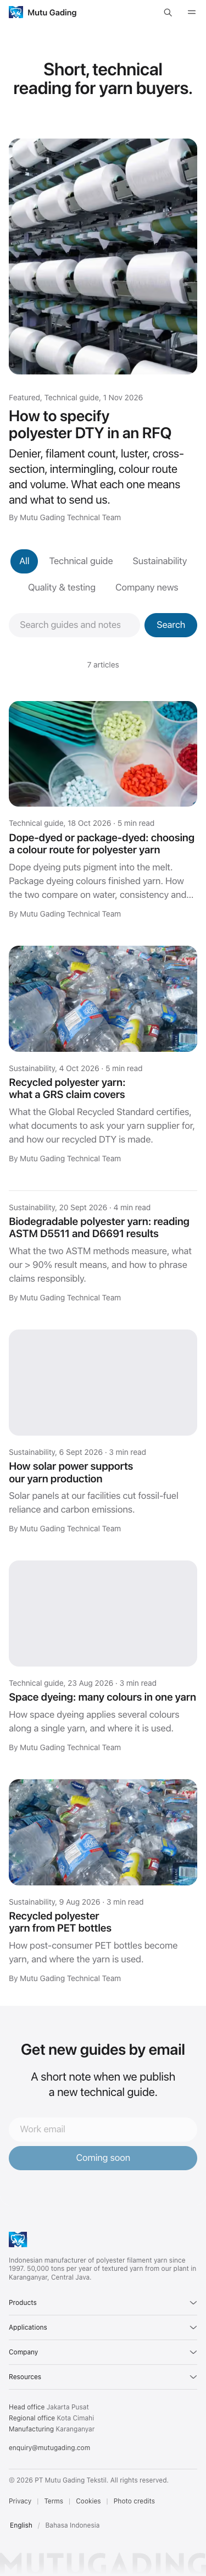 Mutu Gading
Short, technical
reading for yarn buyers.
Featured, Technical guide, 1 Nov 2026
How to specify
polyester DTY in an RFQ
Denier, filament count, luster, cross-
section, intermingling, colour route
and volume. What each one means
and what to send us.
By Mutu Gading Technical Team
All
Technical guide
Sustainability
Quality & testing
Company news
Search guides and notes
Search
7 articles
Technical guide, 18 Oct 2026 · 5 min read
Dope-dyed or package-dyed: choosing
a colour route for polyester yarn
Dope dyeing puts pigment into the melt.
Package dyeing colours finished yarn. How
the two compare on water, consistency and...
By Mutu Gading Technical Team
Sustainability, 4 Oct 2026 · 5 min read
Recycled polyester yarn:
what a GRS claim covers
What the Global Recycled Standard certifies,
what documents to ask your yarn supplier for,
and how our recycled DTY is made.
By Mutu Gading Technical Team
Sustainability, 20 Sept 2026 · 4 min read
Biodegradable polyester yarn: reading
ASTM D5511 and D6691 results
What the two ASTM methods measure, what
our > 90% result means, and how to phrase
claims responsibly.
By Mutu Gading Technical Team
Sustainability, 6 Sept 2026 · 3 min read
How solar power supports
our yarn production
Solar panels at our facilities cut fossil-fuel
reliance and carbon emissions.
By Mutu Gading Technical Team
Technical guide, 23 Aug 2026 · 3 min read
Space dyeing: many colours in one yarn
How space dyeing applies several colours
along a single yarn, and where it is used.
By Mutu Gading Technical Team
Sustainability, 9 Aug 2026 · 3 min read
Recycled polyester
yarn from PET bottles
How post-consumer PET bottles become
yarn, and where the yarn is used.
By Mutu Gading Technical Team
Get new guides by email
A short note when we publish
a new technical guide.
Work email
Coming soon
Indonesian manufacturer of polyester filament yarn since
1997. 50,000 tons per year of textured yarn from our plant in
Karanganyar, Central Java.
Products
Applications
Company
Resources
Head office Jakarta Pusat
Regional office Kota Cimahi
Manufacturing Karanganyar
enquiry@mutugading.com
© 2026 PT Mutu Gading Tekstil. All rights reserved.
Privacy | Terms | Cookies | Photo credits
English / Bahasa Indonesia
MUTUGADING